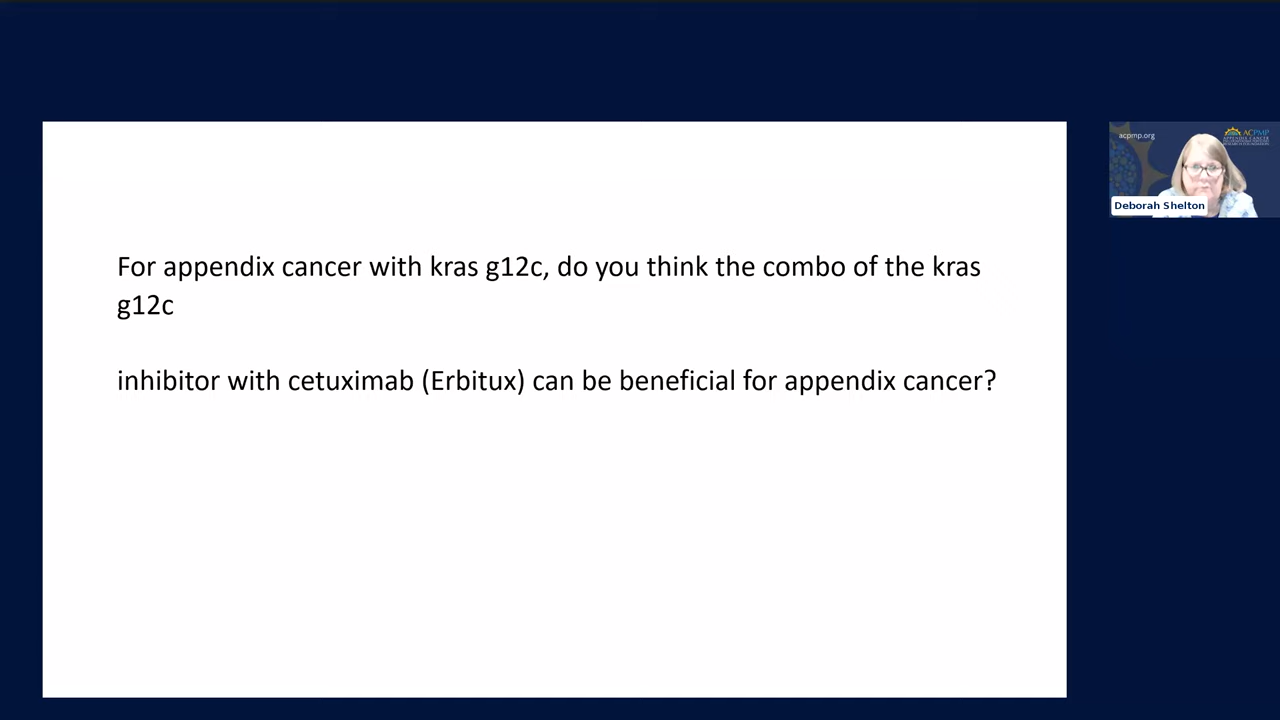 For appendix cancer with kras g12c, do you think the combo of the kras
g12c
inhibitor with cetuximab (Erbitux) can be beneficial for appendix cancer?
acpmp.org
ACPMP
Deborah Shelton